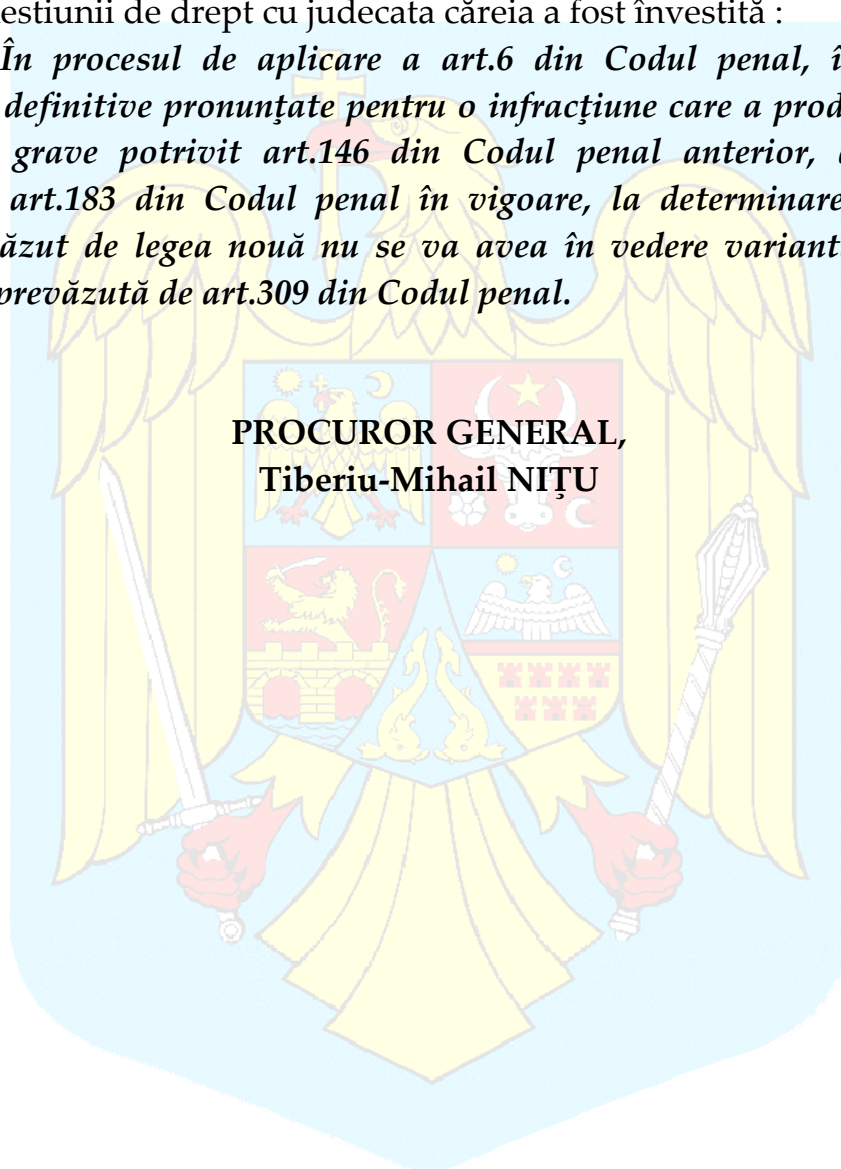 estiunii de drept cu judecata căreia a fost învestită :
În procesul de aplicare a art.6 din Codul penal, î
definitive pronunţate pentru o infracţiune care a prod
grave potrivit art.146 din Codul penal anterior,
art.183 din Codul penal în vigoare, la determinare
ăzut de legea nouă nu se va avea în vedere variant
prevăzută de art.309 din Codul penal.
PROCUROR GENERAL,
Tiberiu-Mihail NIŢU